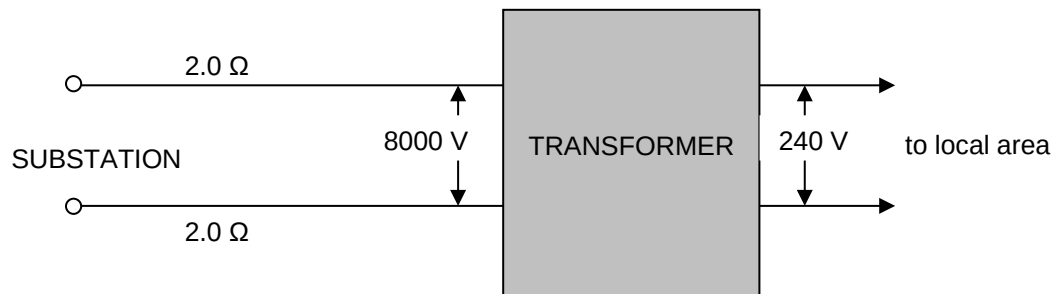 2.0 Ω
8000 V
TRANSFORMER
240 V
to local area
SUBSTATION
2.0 Ω